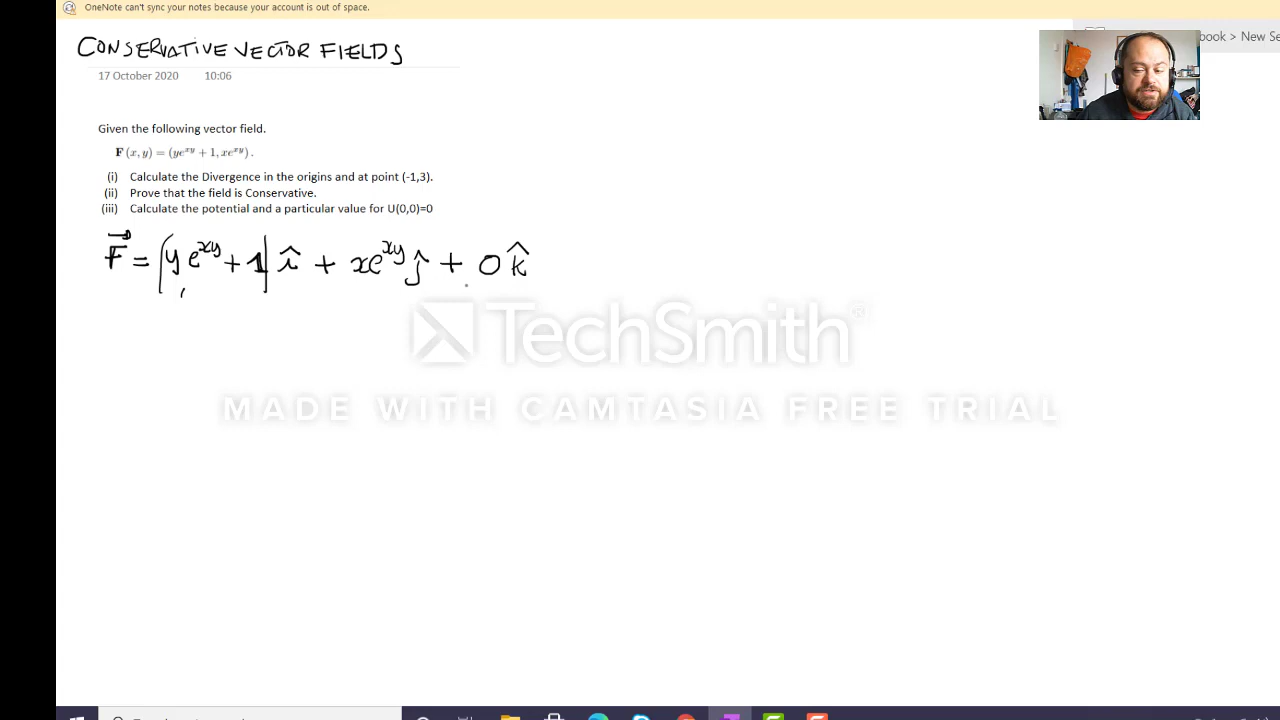 OneNote can't sync your notes because your account is out of space.
book > New Se
CONSERVATIVE VECTOR FIELDS
17 October 2020 10:06
Given the following vector field.
F (x, y) = (ye^{xy} + 1, xe^{xy}) .
(i) Calculate the Divergence in the origins and at point (-1,3).
(ii) Prove that the field is Conservative.
(iii) Calculate the potential and a particular value for U(0,0)=0
F⃗ = (y e^{xy} + 1) î + x e^{xy} ĵ + 0 k̂
TechSmith®
MADE WITH CAMTASIA FREE TRIAL